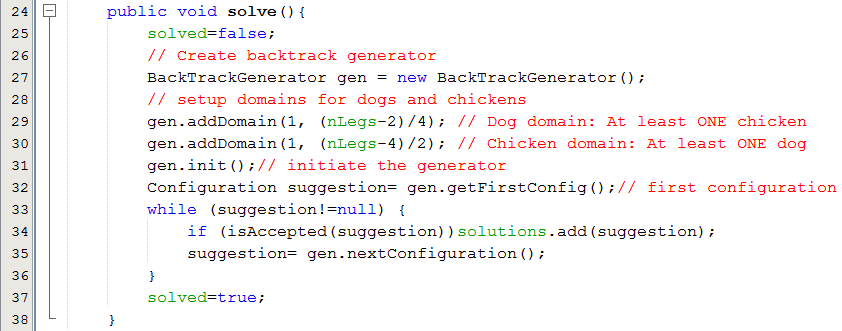 24 public void solve(){
25 solved=false;
26 // Create backtrack generator
27 BackTrackGenerator gen = new BackTrackGenerator();
28 // setup domains for dogs and chickens
29 gen.addDomain(1, (nLegs-2)/4); // Dog domain: At least ONE chicken
30 gen.addDomain(1, (nLegs-4)/2); // Chicken domain: At least ONE dog
31 gen.init();// initiate the generator
32 Configuration suggestion= gen.getFirstConfig();// first configuration
33 while (suggestion!=null) {
34 if (isAccepted(suggestion))solutions.add(suggestion);
35 suggestion= gen.nextConfiguration();
36 }
37 solved=true;
38 }